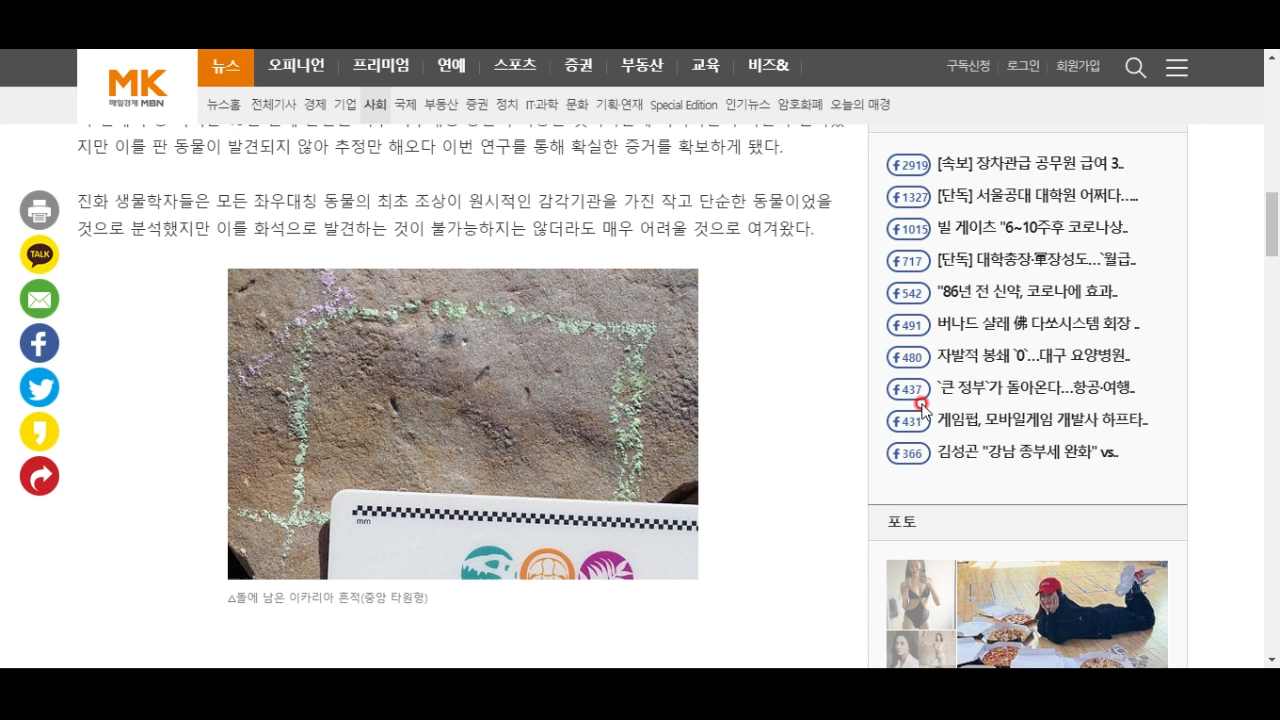 MK
매일경제 MBN
뉴스 오피니언 프리미엄 연예 스포츠 증권 부동산 교육 비즈&
구독신청 로그인 회원가입
뉴스홈 전체기사 경제 기업 사회 국제 부동산 증권 정치 IT·과학 문화 기획·연재 Special Edition 인기뉴스 암호화폐 오늘의 매경
지만 이를 판 동물이 발견되지 않아 추정만 해오다 이번 연구를 통해 확실한 증거를 확보하게 됐다.
진화 생물학자들은 모든 좌우대칭 동물의 최초 조상이 원시적인 감각기관을 가진 작고 단순한 동물이었을
것으로 분석했지만 이를 화석으로 발견하는 것이 불가능하지는 않더라도 매우 어려울 것으로 여겨왔다.
TALK
mm
△돌에 남은 이카리아 흔적(중앙 타원형)
2919 [속보] 장차관급 공무원 급여 3..
1327 [단독] 서울공대 대학원 어쩌다…..
1015 빌 게이츠 "6~10주후 코로나상..
717 [단독] 대학총장·軍장성도…`월급..
542 "86년 전 신약, 코로나에 효과..
491 버나드 샬레 佛 다쏘시스템 회장 ..
480 자발적 봉쇄 `0`…대구 요양병원..
437 `큰 정부`가 돌아온다…항공·여행..
431 게임펍, 모바일게임 개발사 하프타..
366 김성곤 "강남 종부세 완화" vs..
포토